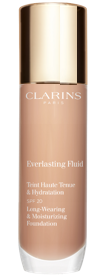 CLARINS
PARIS
Everlasting Fluid
Teint Haute Tenue
& Hydratation
SPF 20
Long-Wearing
& Moisturizing
Foundation